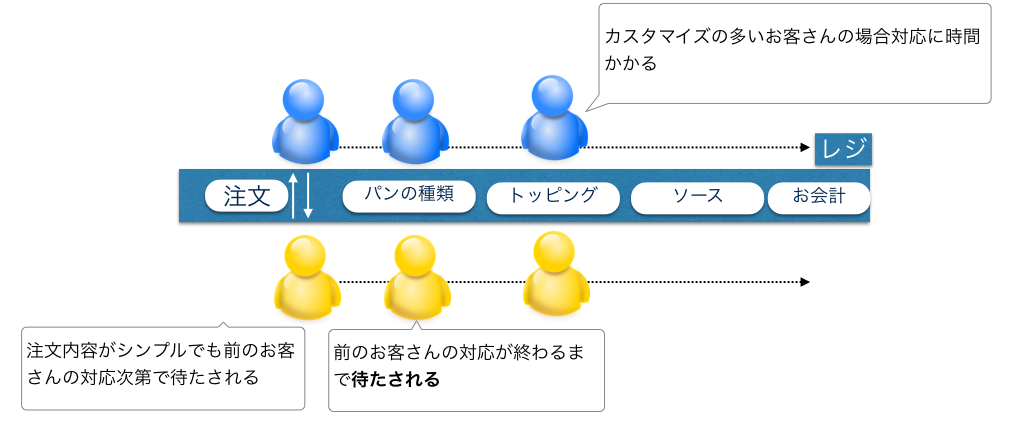 カスタマイズの多いお客さんの場合対応に時間
かかる
レジ
注文
パンの種類
トッピング
ソース
お会計
注文内容がシンプルでも前のお客
さんの対応次第で待たされる
前のお客さんの対応が終わるま
で待たされる